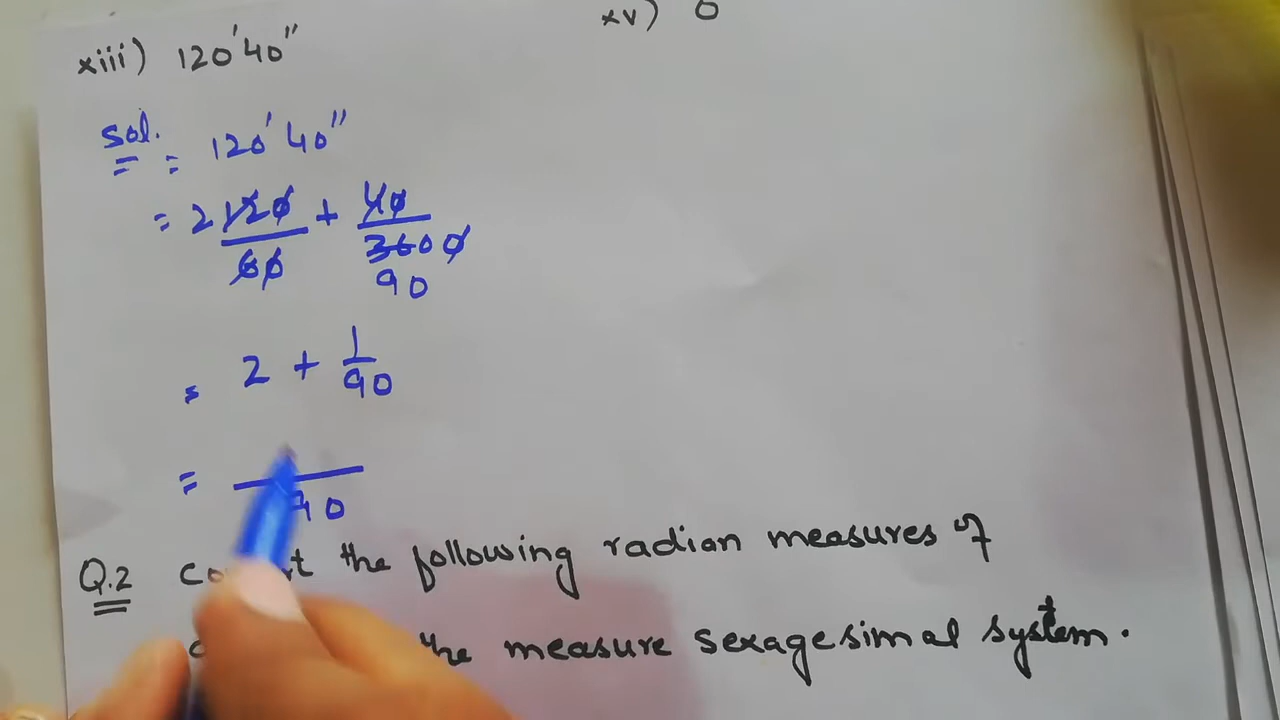 xiii) 120'40"
xv) 0
Sol. = 120' 40"
= 2 120/60 + 40/3600 90
= 2 + 1/90
= /90
Q.2 the following radian measures of
the measure sexagesimal system.